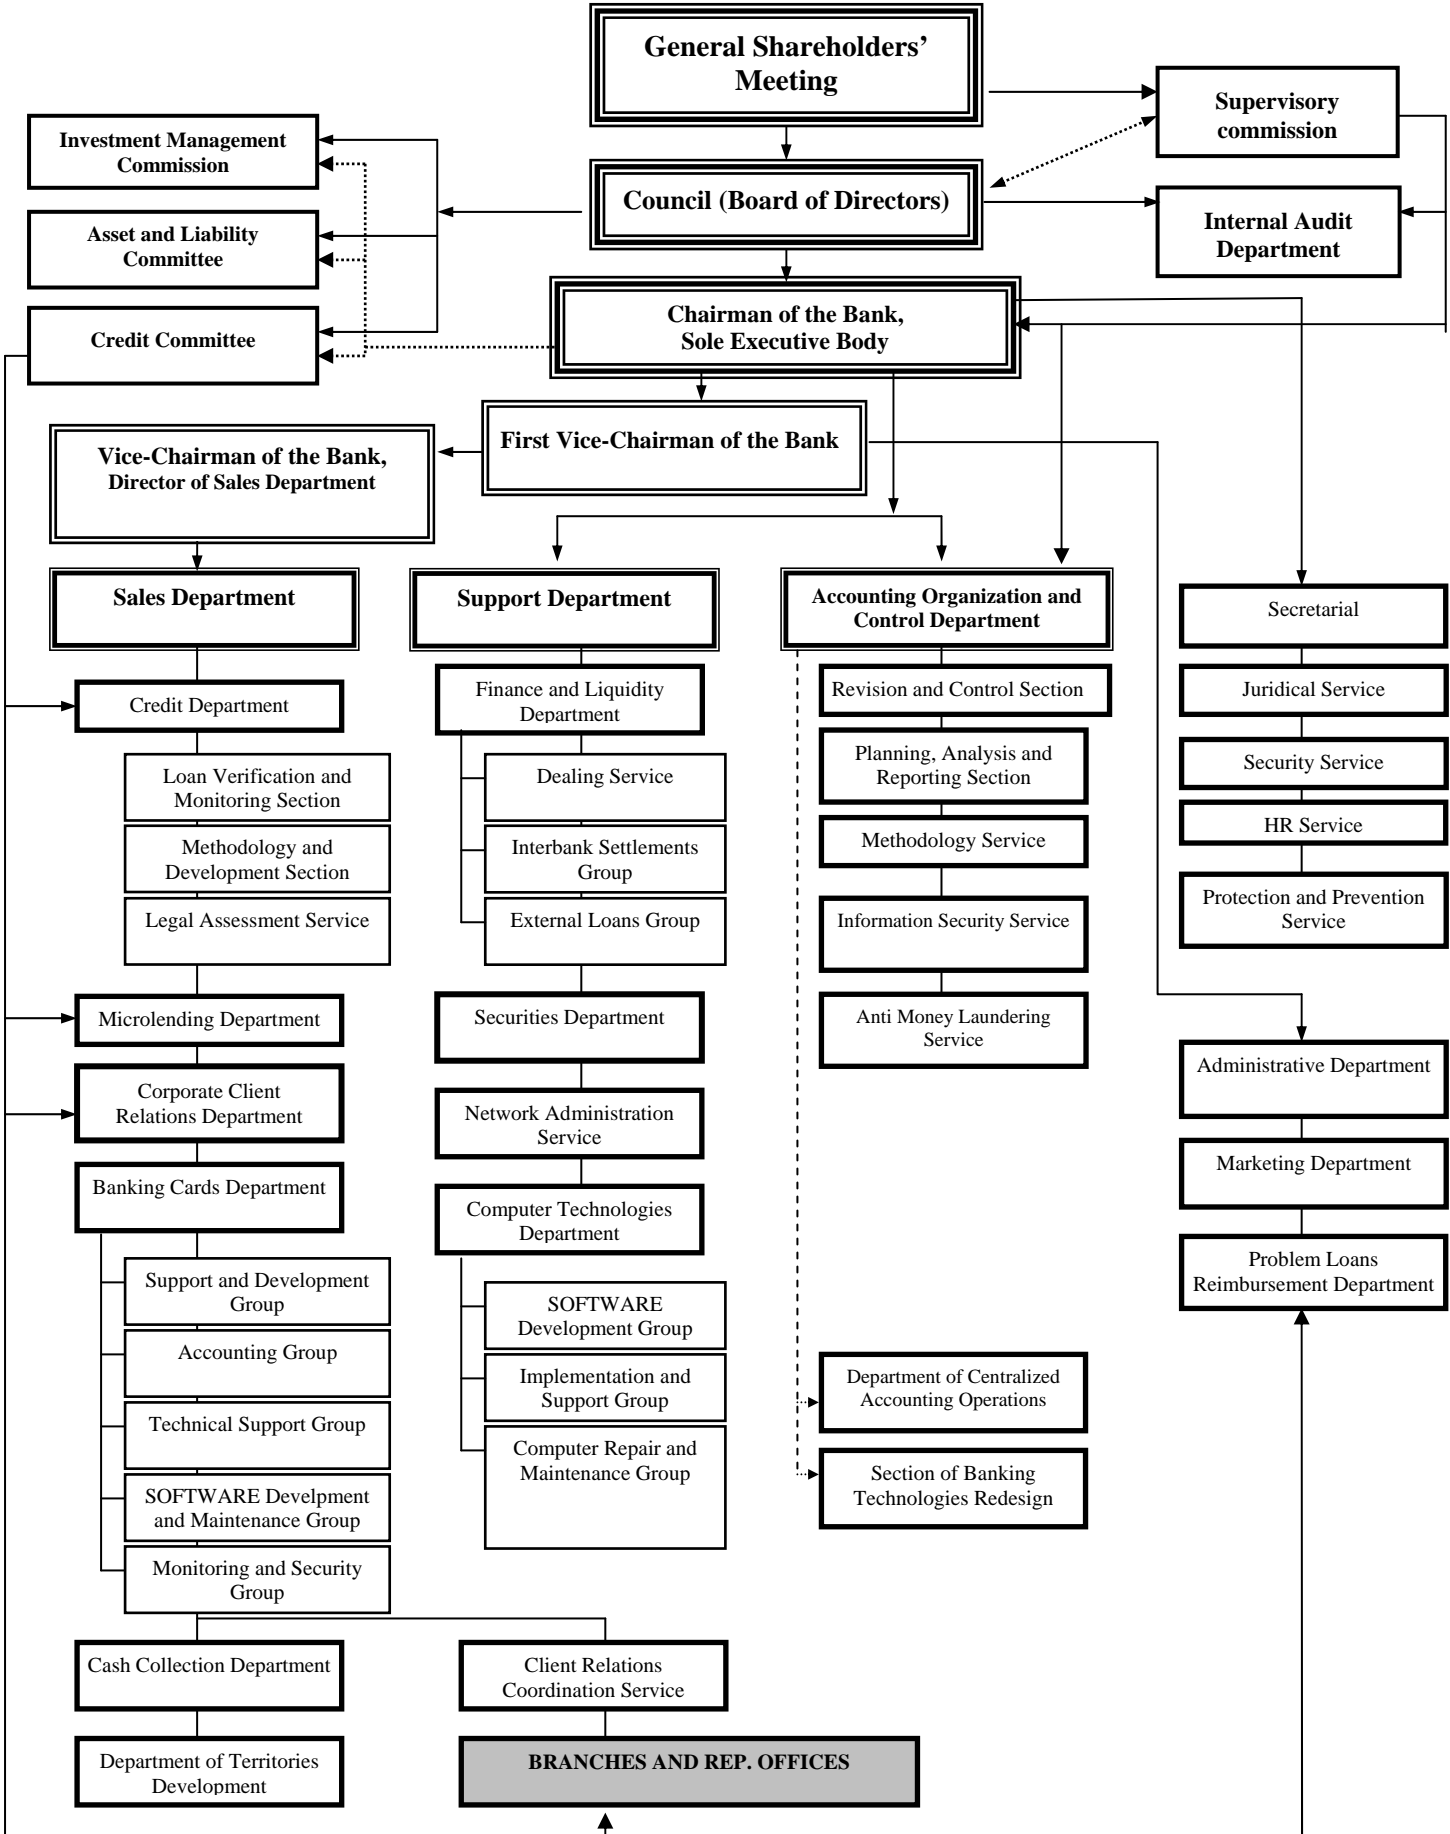 General Shareholders’
Meeting
Supervisory
commission
Investment Management
Commission
Council (Board of Directors)
Internal Audit
Department
Asset and Liability
Committee
Chairman of the Bank,
Sole Executive Body
Credit Committee
First Vice-Chairman of the Bank
Vice-Chairman of the Bank,
Director of Sales Department
Sales Department
Support Department
Accounting Organization and
Control Department
Secretarial
Credit Department
Finance and Liquidity
Department
Revision and Control Section
Juridical Service
Loan Verification and
Monitoring Section
Dealing Service
Planning, Analysis and
Reporting Section
Security Service
Methodology and
Development Section
Interbank Settlements
Group
Methodology Service
HR Service
Legal Assessment Service
External Loans Group
Information Security Service
Protection and Prevention
Service
Microlending Department
Securities Department
Anti Money Laundering
Service
Corporate Client
Relations Department
Network Administration
Service
Administrative Department
Banking Cards Department
Computer Technologies
Department
Marketing Department
Support and Development
Group
SOFTWARE
Development Group
Problem Loans
Reimbursement Department
Accounting Group
Implementation and
Support Group
Department of Centralized
Accounting Operations
Technical Support Group
Computer Repair and
Maintenance Group
Section of Banking
Technologies Redesign
SOFTWARE Develpment
and Maintenance Group
Monitoring and Security
Group
Cash Collection Department
Client Relations
Coordination Service
Department of Territories
Development
BRANCHES AND REP. OFFICES